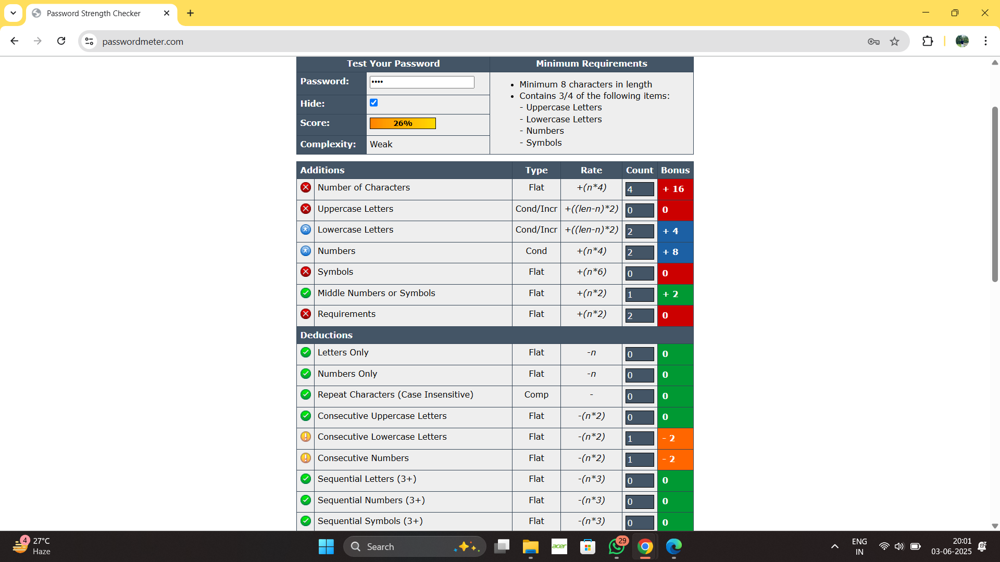 Password Strength Checker
passwordmeter.com
Test Your Password Minimum Requirements
Password: ••••
Hide:
Score: 26%
Complexity: Weak
• Minimum 8 characters in length
• Contains 3/4 of the following items:
- Uppercase Letters
- Lowercase Letters
- Numbers
- Symbols
Additions Type Rate Count Bonus
Number of Characters Flat +(n*4) 4 + 16
Uppercase Letters Cond/Incr +((len-n)*2) 0 0
Lowercase Letters Cond/Incr +((len-n)*2) 2 + 4
Numbers Cond +(n*4) 2 + 8
Symbols Flat +(n*6) 0 0
Middle Numbers or Symbols Flat +(n*2) 1 + 2
Requirements Flat +(n*2) 2 0
Deductions
Letters Only Flat -n 0 0
Numbers Only Flat -n 0 0
Repeat Characters (Case Insensitive) Comp - 0 0
Consecutive Uppercase Letters Flat -(n*2) 0 0
Consecutive Lowercase Letters Flat -(n*2) 1 - 2
Consecutive Numbers Flat -(n*2) 1 - 2
Sequential Letters (3+) Flat -(n*3) 0 0
Sequential Numbers (3+) Flat -(n*3) 0 0
Sequential Symbols (3+) Flat -(n*3) 0 0
4 27°C
Haze
Search
acer
29
ENG
IN
20:01
03-06-2025